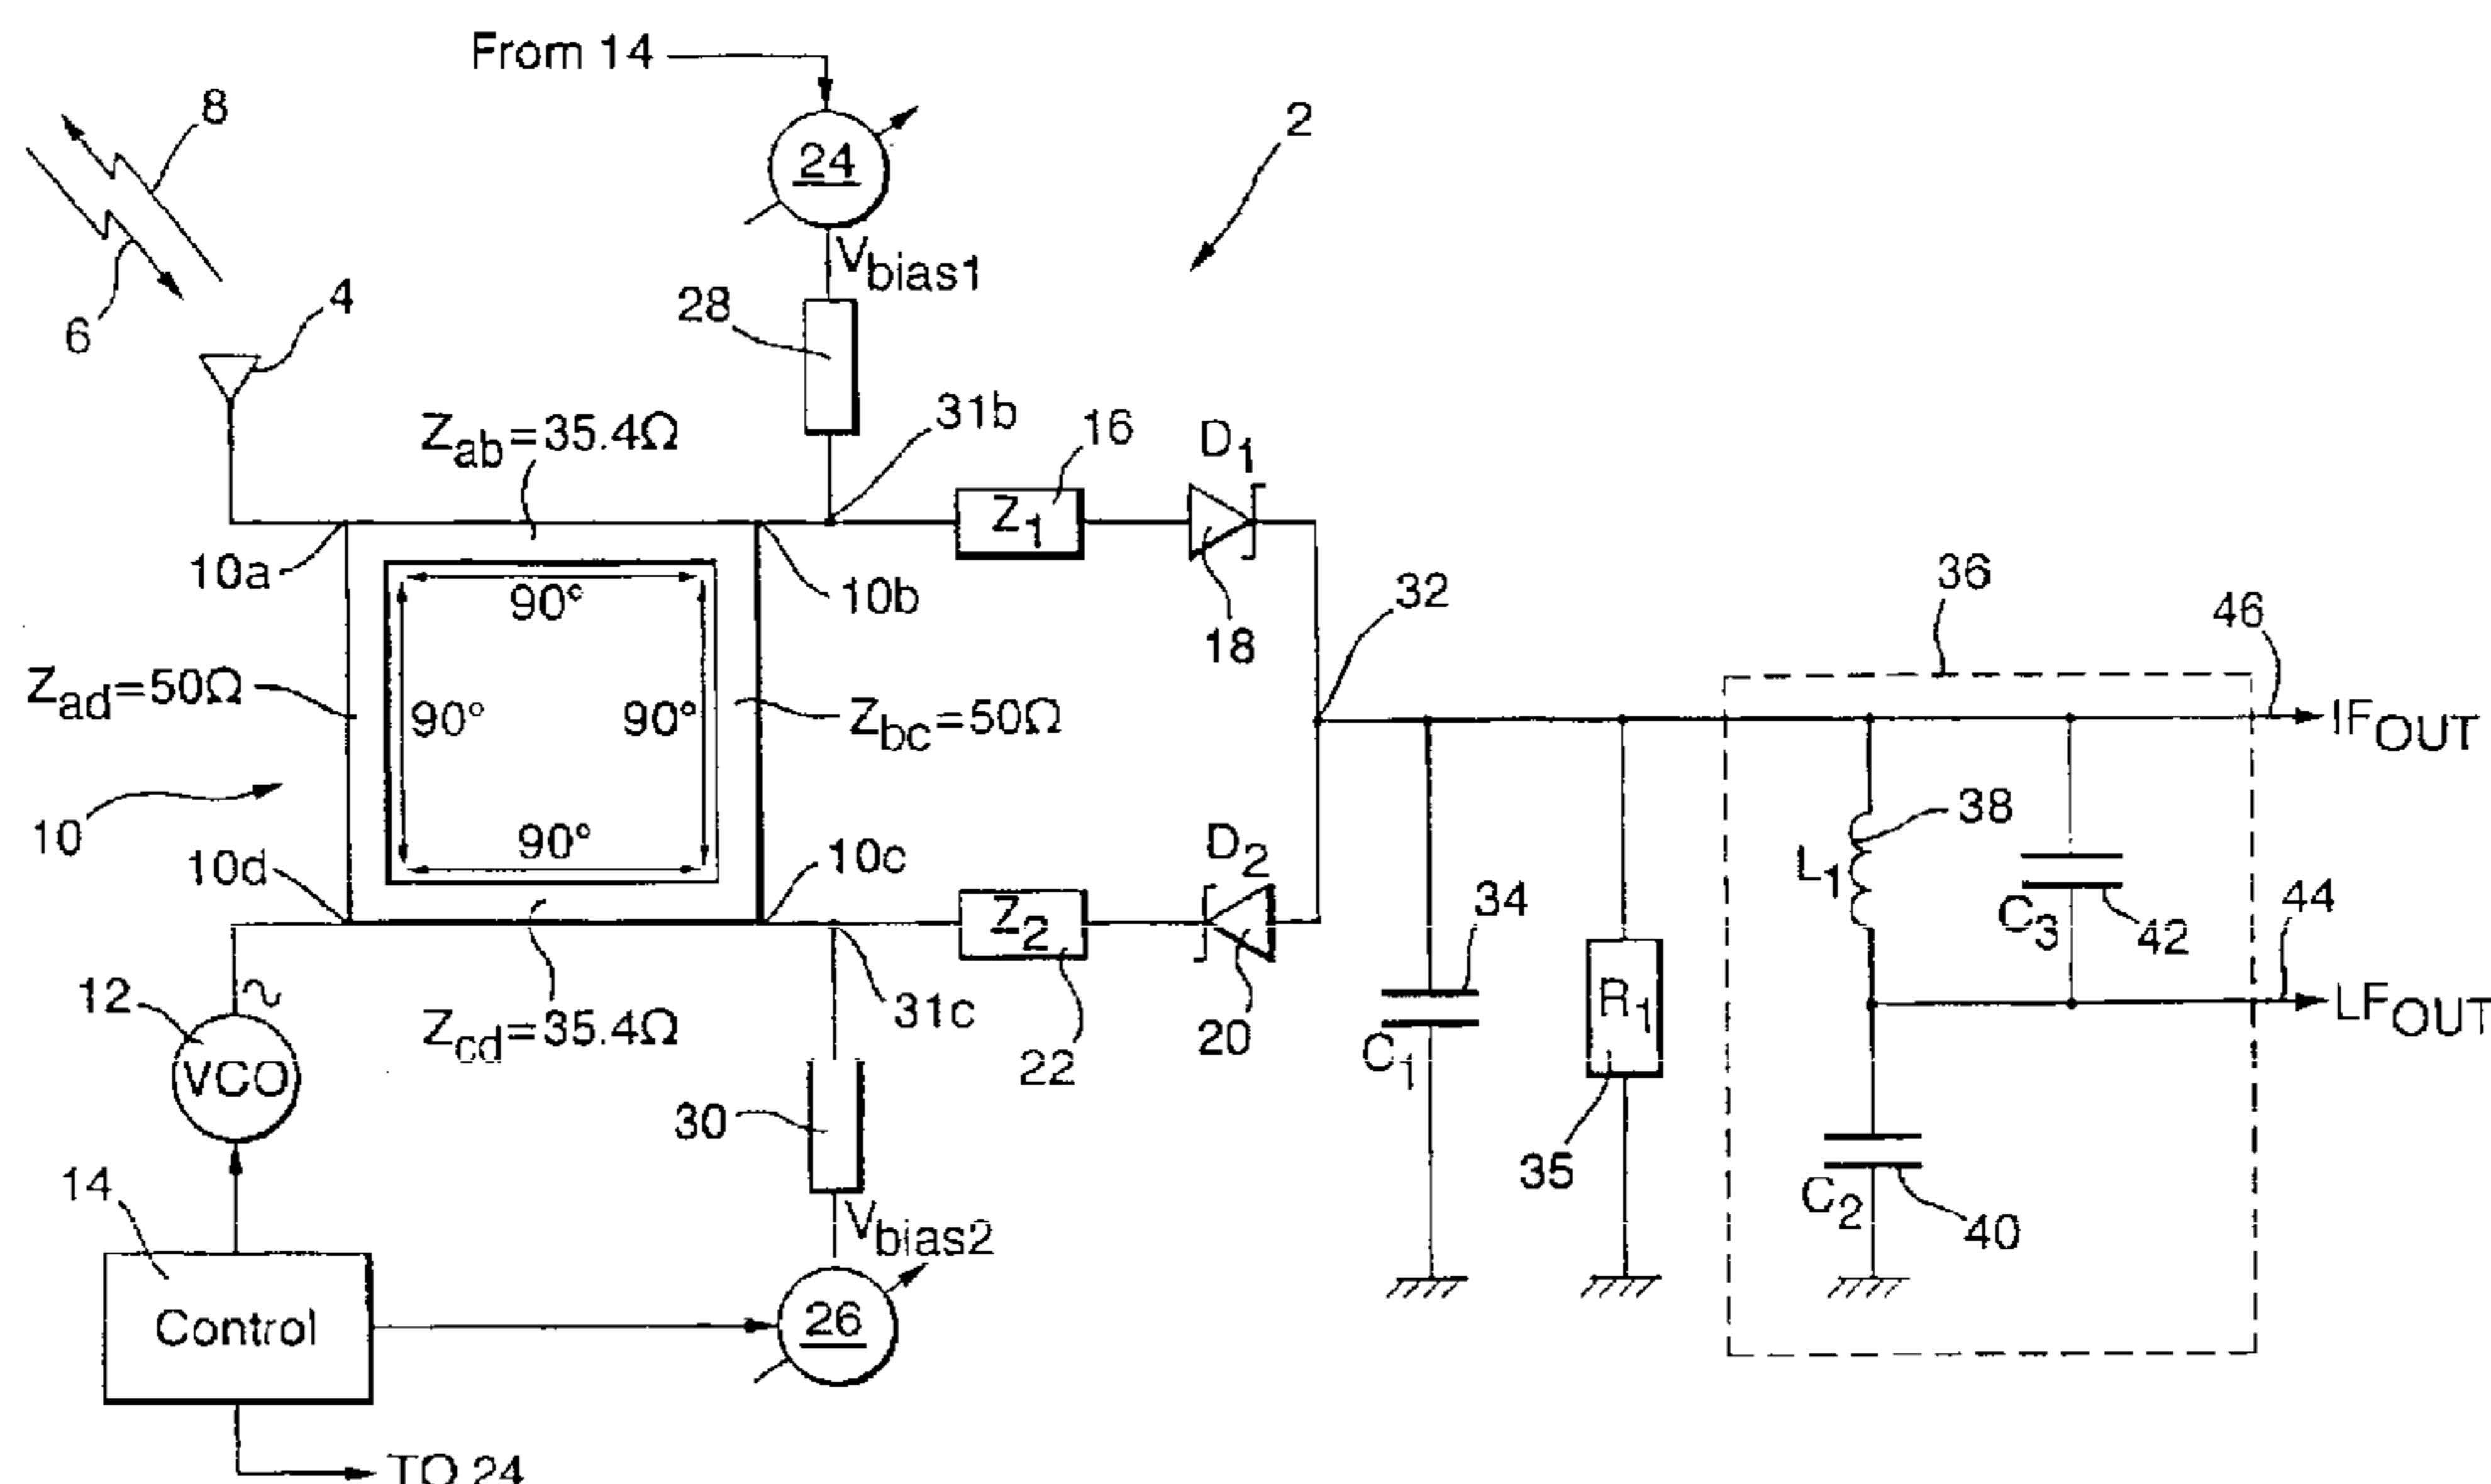 From 14
8
2
24
Vbias1
28
6
4
31b
16
D1
Zab=35.4Ω
Z1
10a
90°
10b
18
32
36
46
Zad=50Ω
90°
90°
Zbc=50Ω
IFOUT
10
90°
D2
L1
38
10d
10c
Z2
34
C3
42
44
12
VCO
Zcd=35.4Ω
31c
22
20
C1
R1
LFOUT
30
35
C2
40
14
Vbias2
Control
26
TO 24